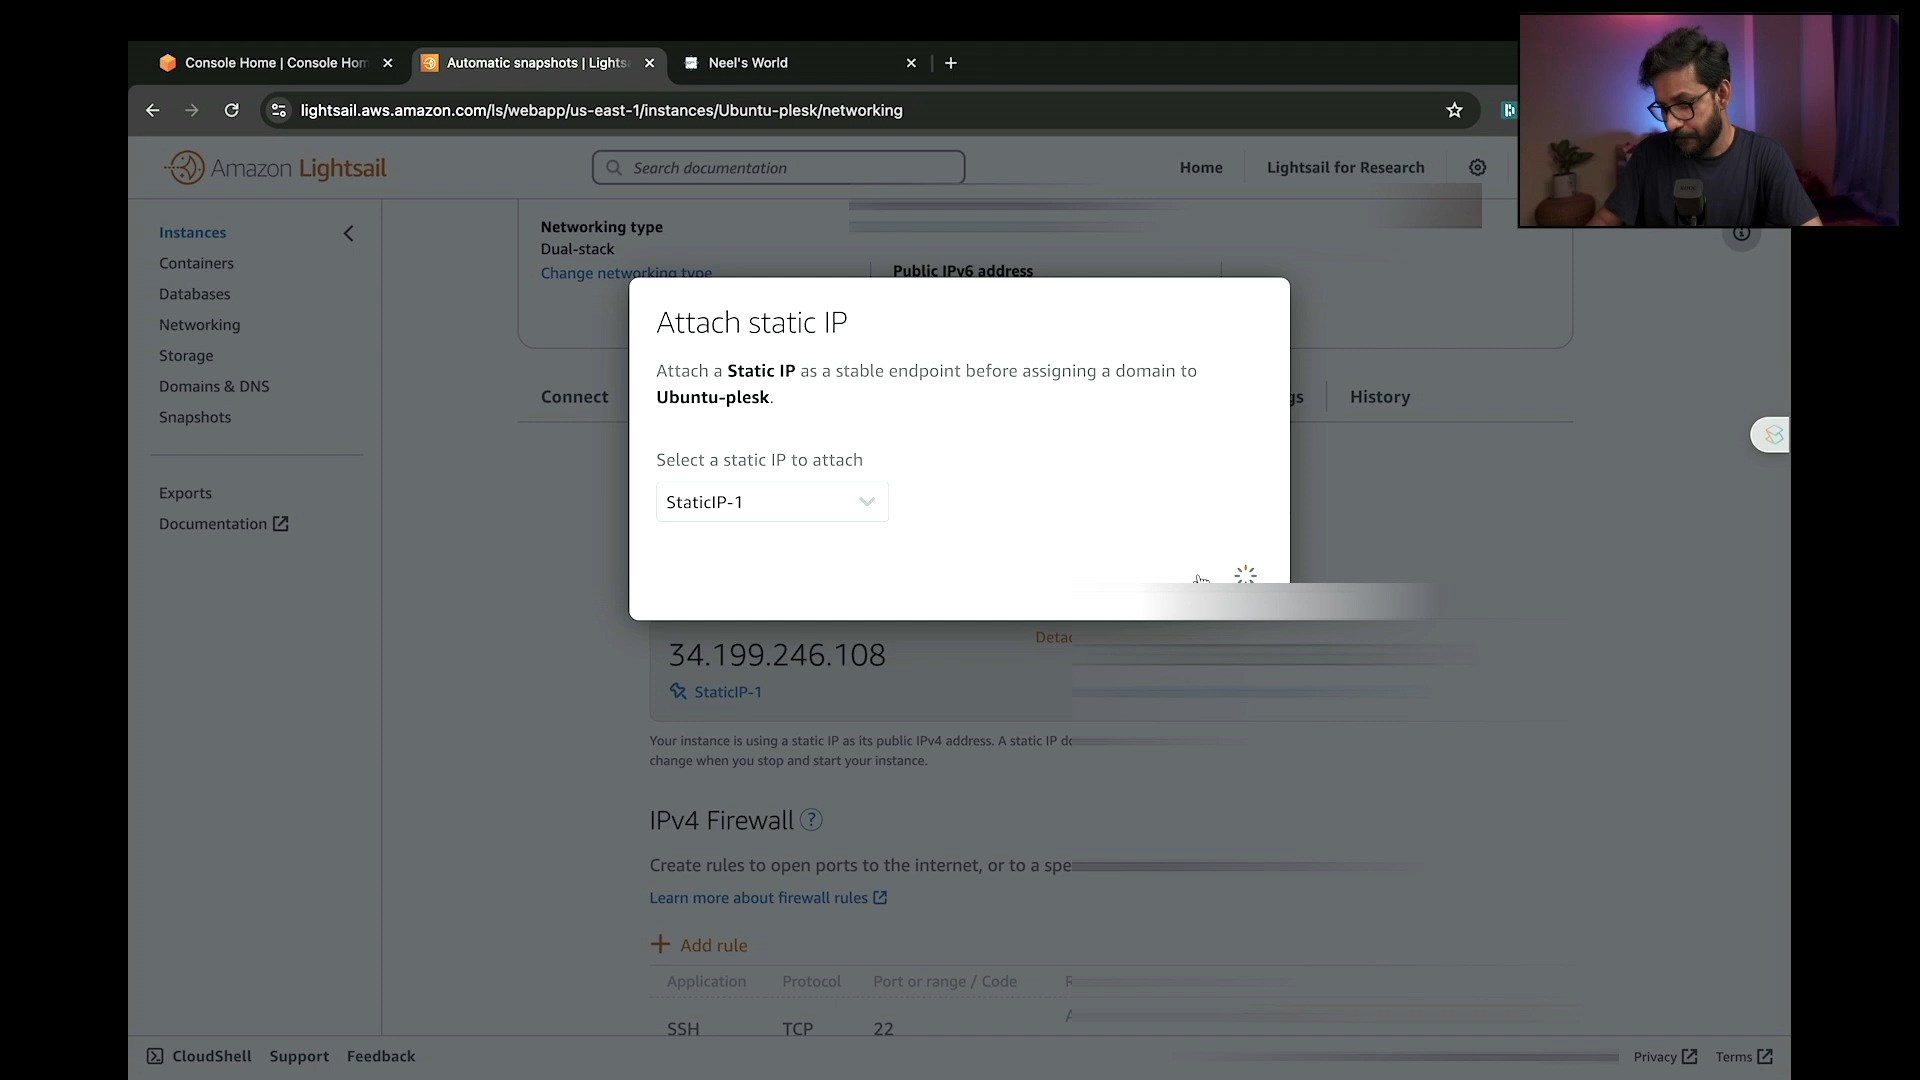 Console Home | Console Hom
Automatic snapshots | Lights
Neel's World
lightsail.aws.amazon.com/ls/webapp/us-east-1/instances/Ubuntu-plesk/networking
Amazon Lightsail
Search documentation
Home
Lightsail for Research
Instances
Containers
Databases
Networking
Storage
Domains & DNS
Snapshots
Exports
Documentation
Networking type
Dual-stack
Change networking type
Public IPv6 address
Connect
History
Attach static IP
Attach a Static IP as a stable endpoint before assigning a domain to
Ubuntu-plesk.
Select a static IP to attach
StaticIP-1
34.199.246.108
Detac
StaticIP-1
Your instance is using a static IP as its public IPv4 address. A static IP do
change when you stop and start your instance.
IPv4 Firewall ?
Create rules to open ports to the internet, or to a spe
Learn more about firewall rules
+ Add rule
Application Protocol Port or range / Code
SSH TCP 22
CloudShell Support Feedback
Privacy Terms